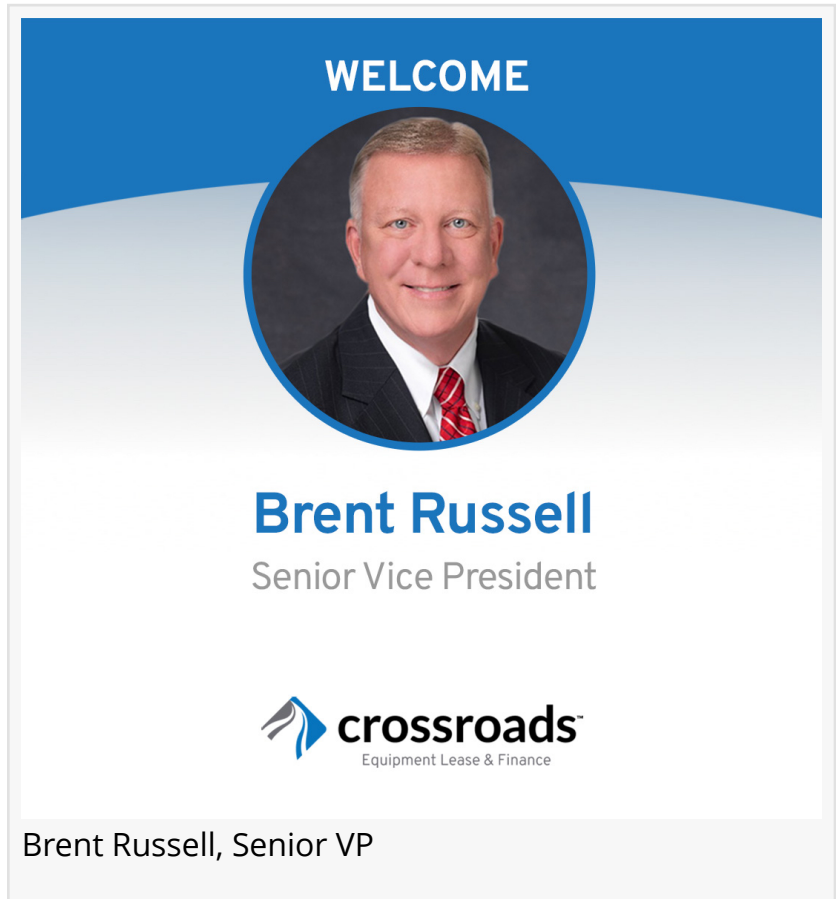 WELCOME
Brent Russell
Senior Vice President
crossroads™
Equipment Lease & Finance
Brent Russell, Senior VP